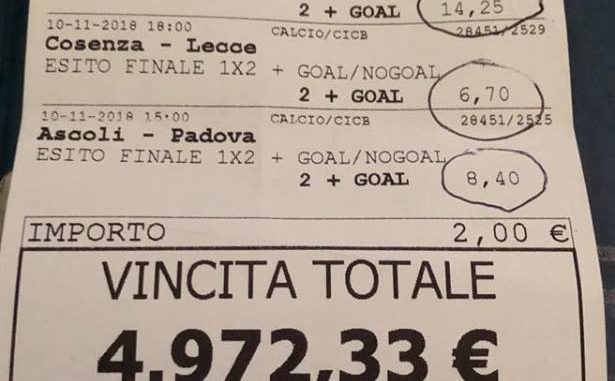 2 + GOAL 14,25
10-11-2018 18:00 CALCIO/CICB 28451/2529
Cosenza - Lecce
ESITO FINALE 1X2 + GOAL/NOGOAL
2 + GOAL 6,70
10-11-2018 15:00 CALCIO/CICB 28451/2525
Ascoli - Padova
ESITO FINALE 1X2 + GOAL/NOGOAL
2 + GOAL 8,40
IMPORTO 2,00 €
VINCITA TOTALE
4.972,33 €